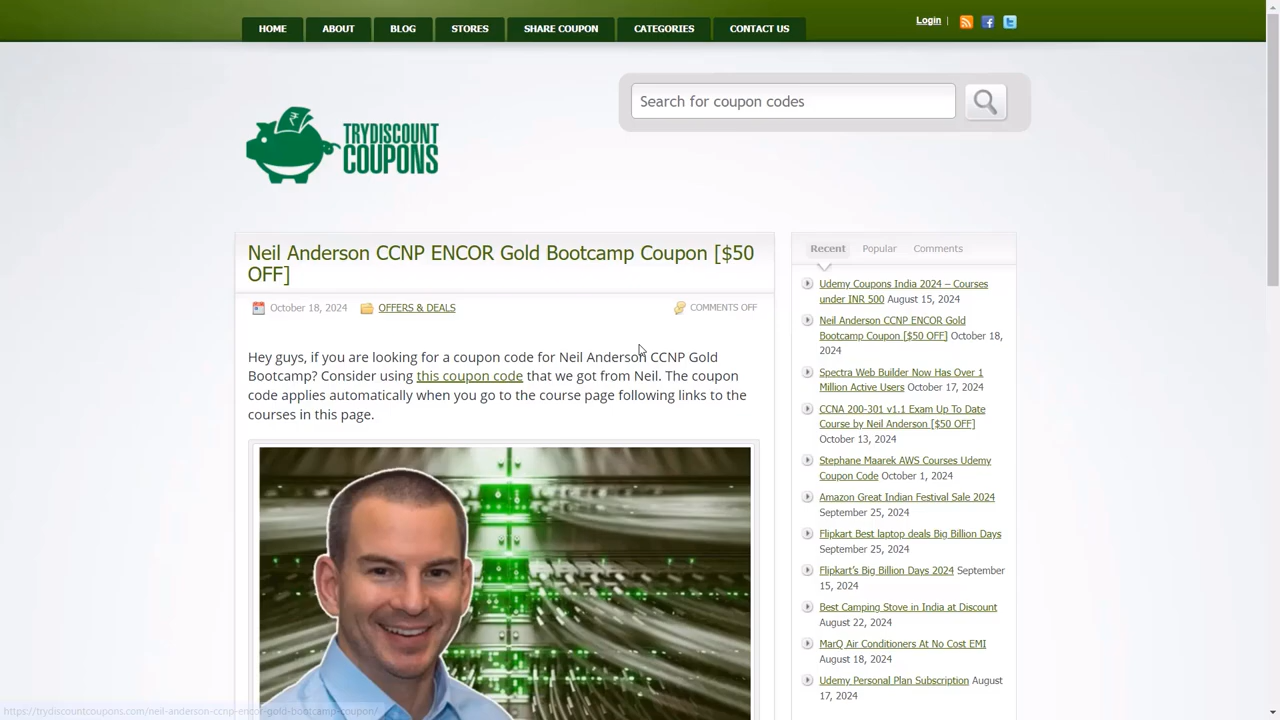 HOME
ABOUT
BLOG
STORES
SHARE COUPON
CATEGORIES
CONTACT US
Login |
Search for coupon codes
₹
TRYDISCOUNT
COUPONS
Neil Anderson CCNP ENCOR Gold Bootcamp Coupon [$50
OFF]
October 18, 2024
OFFERS & DEALS
COMMENTS OFF
Hey guys, if you are looking for a coupon code for Neil Anderson CCNP Gold
Bootcamp? Consider using this coupon code that we got from Neil. The coupon
code applies automatically when you go to the course page following links to the
courses in this page.
Recent
Popular
Comments
Udemy Coupons India 2024 – Courses
under INR 500 August 15, 2024
Neil Anderson CCNP ENCOR Gold
Bootcamp Coupon [$50 OFF] October 18,
2024
Spectra Web Builder Now Has Over 1
Million Active Users October 17, 2024
CCNA 200-301 v1.1 Exam Up To Date
Course by Neil Anderson [$50 OFF]
October 13, 2024
Stephane Maarek AWS Courses Udemy
Coupon Code October 1, 2024
Amazon Great Indian Festival Sale 2024
September 25, 2024
Flipkart Best laptop deals Big Billion Days
September 25, 2024
Flipkart's Big Billion Days 2024 September
15, 2024
Best Camping Stove in India at Discount
August 22, 2024
MarQ Air Conditioners At No Cost EMI
August 18, 2024
Udemy Personal Plan Subscription August
17, 2024
https://trydiscountcoupons.com/neil-anderson-ccnp-encor-gold-bootcamp-coupon/